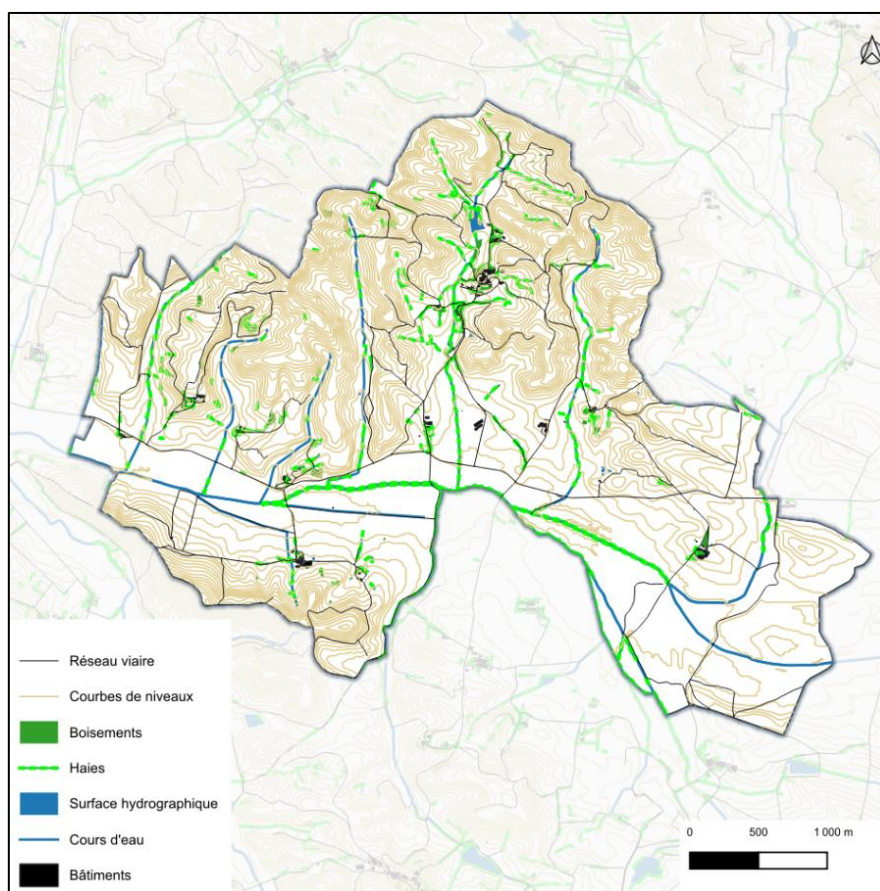 Réseau viaire
Courbes de niveaux
Boisements
Haies
Surface hydrographique
Cours d'eau
Bâtiments
0 500 1 000 m